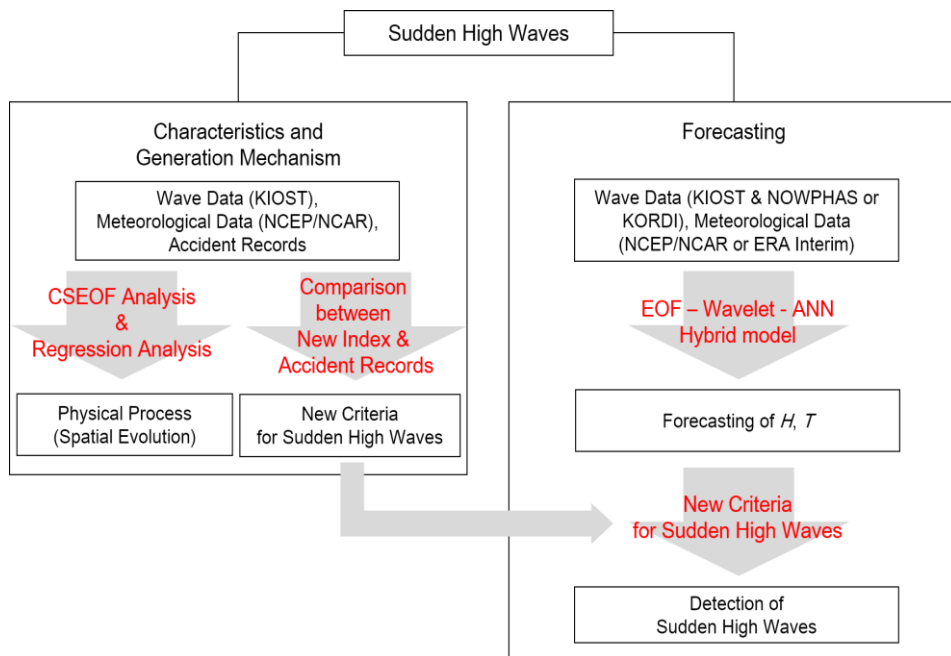 Sudden High Waves
Characteristics and
Generation Mechanism
Wave Data (KIOST),
Meteorological Data (NCEP/NCAR),
Accident Records
CSEOF Analysis
&
Regression Analysis
Comparison
between
New Index &
Accident Records
Physical Process
(Spatial Evolution)
New Criteria
for Sudden High Waves
Forecasting
Wave Data (KIOST & NOWPHAS or
KORDI), Meteorological Data
(NCEP/NCAR or ERA Interim)
EOF – Wavelet - ANN
Hybrid model
Forecasting of H, T
New Criteria
for Sudden High Waves
Detection of
Sudden High Waves